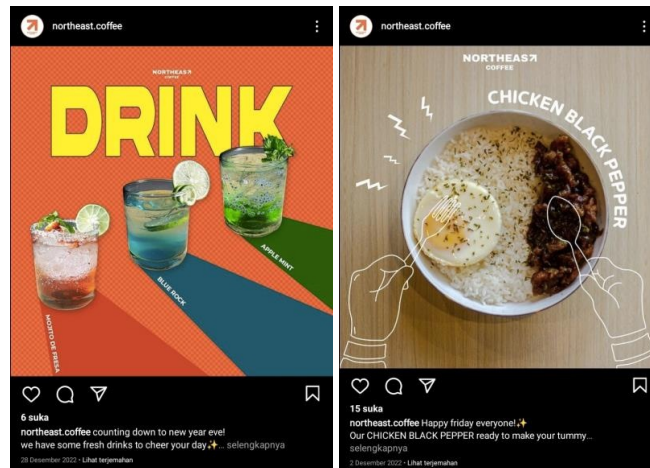 northeast.coffee
NORTHEAST
COFFEE
DRINK
APPLE MINT
BLUE ROCK
MOJITO DE FRESA
6 suka
northeast.coffee counting down to new year eve!
we have some fresh drinks to cheer your day✨... selengkapnya
28 Desember 2022 • Lihat terjemahan
northeast.coffee
NORTHEAST
COFFEE
CHICKEN BLACK PEPPER
15 suka
northeast.coffee Happy friday everyone!✨
Our CHICKEN BLACK PEPPER ready to make your tummy...
selengkapnya
2 Desember 2022 • Lihat terjemahan